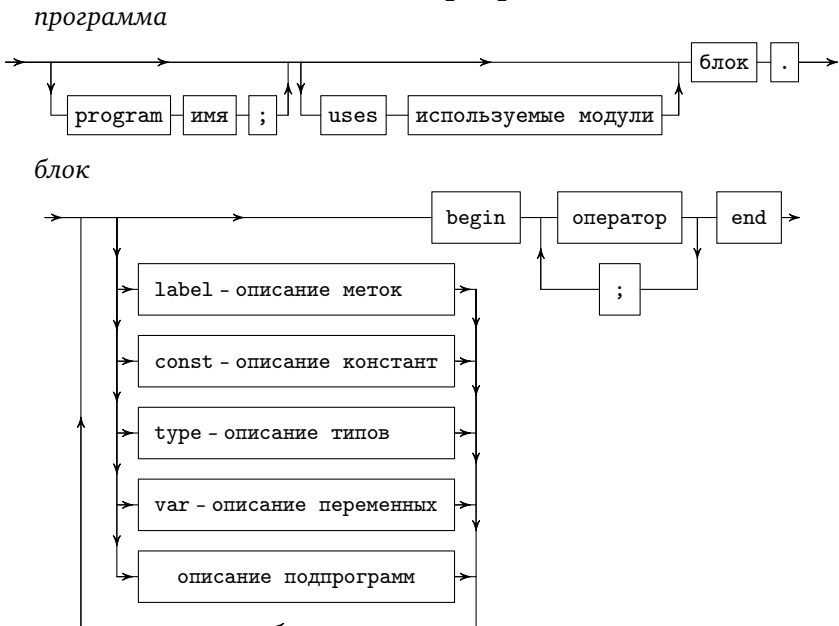 программа
блок .
program имя ; uses используемые модули
блок
begin оператор end
label – описание меток ;
const – описание констант
type – описание типов
var – описание переменных
описание подпрограмм